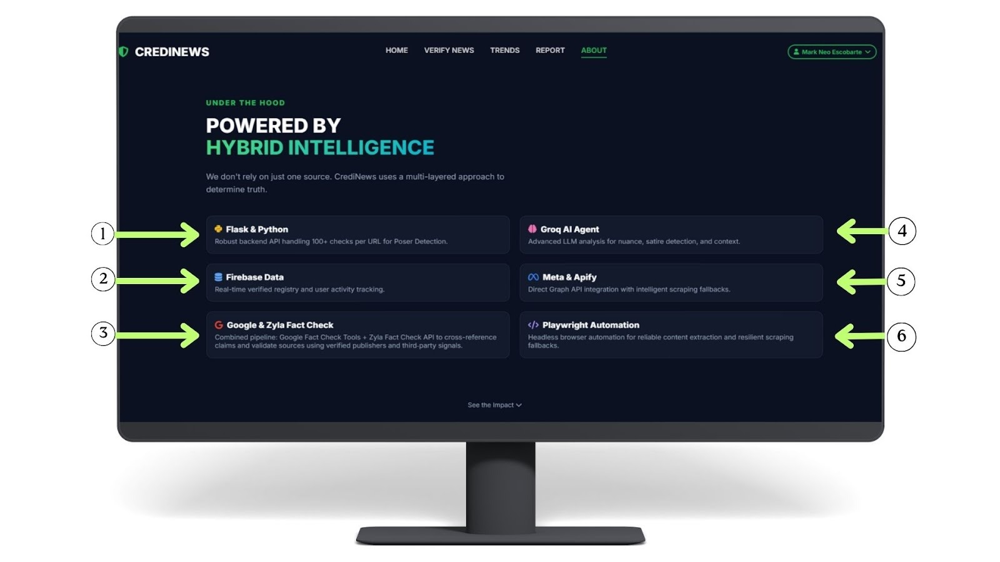 CREDINEWS
HOME
VERIFY NEWS
TRENDS
REPORT
ABOUT
Mark Neo Escobarte
UNDER THE HOOD
POWERED BY
HYBRID INTELLIGENCE
We don't rely on just one source. CrediNews uses a multi-layered approach to
determine truth.
1
Flask & Python
Robust backend API handling 100+ checks per URL for Poser Detection.
2
Firebase Data
Real-time verified registry and user activity tracking.
3
Google & Zyla Fact Check
Combined pipeline: Google Fact Check Tools + Zyla Fact Check API to cross-reference
claims and validate sources using verified publishers and third-party signals.
4
Groq AI Agent
Advanced LLM analysis for nuance, satire detection, and context.
5
Meta & Apify
Direct Graph API integration with intelligent scraping fallbacks.
6
Playwright Automation
Headless browser automation for reliable content extraction and resilient scraping
fallbacks.
See the Impact